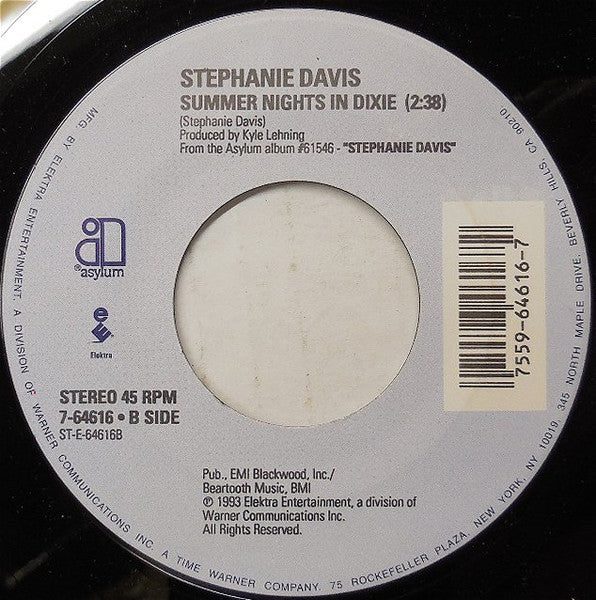 STEPHANIE DAVIS
SUMMER NIGHTS IN DIXIE (2:38)
(Stephanie Davis)
Produced by Kyle Lehning
From the Asylum album #61546 - "STEPHANIE DAVIS"
® asylum
Elektra
STEREO 45 RPM
7-64616 • B SIDE
ST-E-64616B
7559-64616-7
Pub., EMI Blackwood, Inc./
Beartooth Music, BMI
℗ 1993 Elektra Entertainment, a division of
Warner Communications Inc.
All Rights Reserved.
MFG. BY ELEKTRA ENTERTAINMENT. A DIVISION OF WARNER COMMUNICATIONS INC. A TIME WARNER COMPANY. 75 ROCKEFELLER PLAZA, NEW YORK, NY 10019. 345 NORTH MAPLE DRIVE. BEVERLY HILLS, CA 90210.